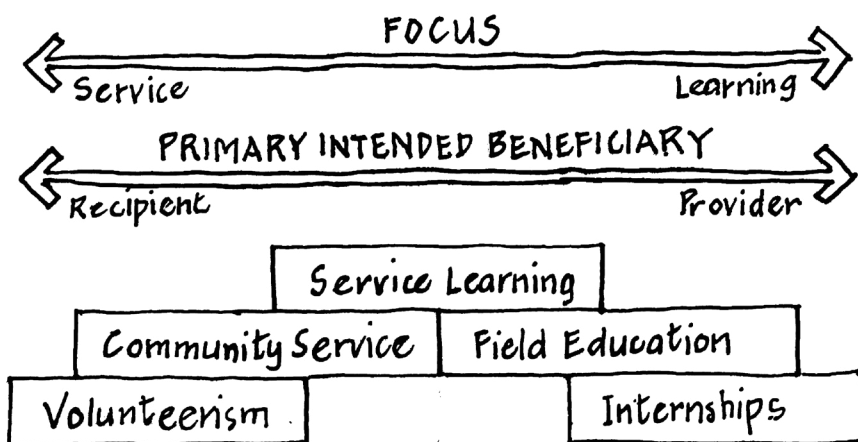 FOCUS
Service Learning
PRIMARY INTENDED BENEFICIARY
Recipient Provider
Service Learning
Community Service Field Education
Volunteerism Internships